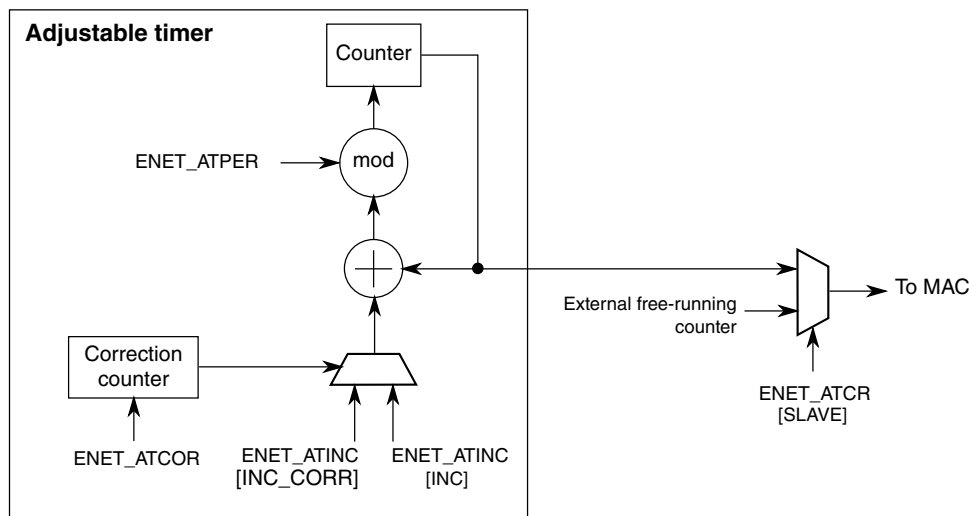 Adjustable timer
Counter
ENET_ATPER
mod
External free-running
counter
To MAC
Correction
counter
ENET_ATCR
[SLAVE]
ENET_ATCOR
ENET_ATINC
[INC_CORR]
ENET_ATINC
[INC]